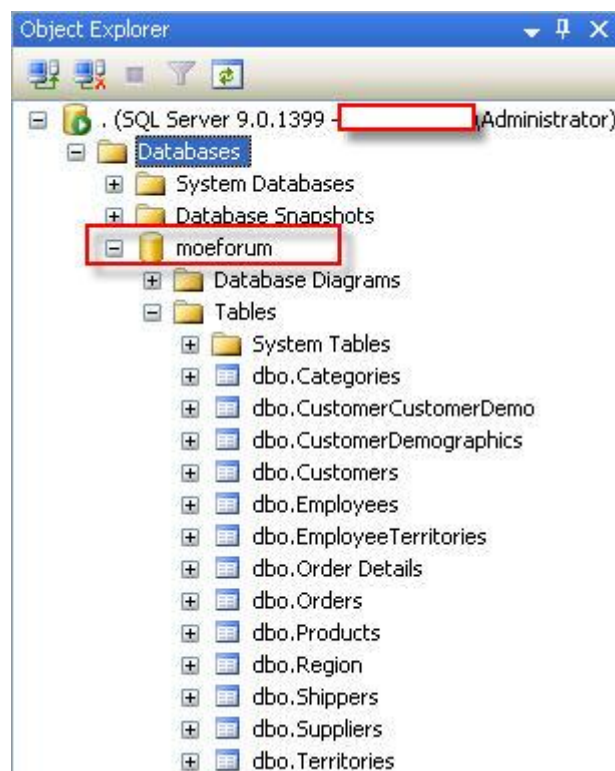 Object Explorer
. (SQL Server 9.0.1399 - \Administrator)
Databases
System Databases
Database Snapshots
moeforum
Database Diagrams
Tables
System Tables
dbo.Categories
dbo.CustomerCustomerDemo
dbo.CustomerDemographics
dbo.Customers
dbo.Employees
dbo.EmployeeTerritories
dbo.Order Details
dbo.Orders
dbo.Products
dbo.Region
dbo.Shippers
dbo.Suppliers
dbo.Territories